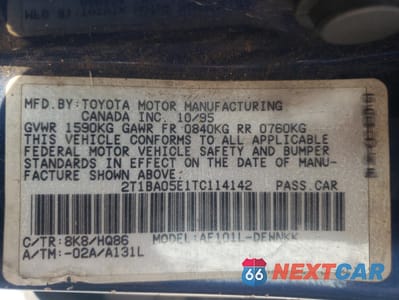 MFD.BY:TOYOTA MOTOR MANUFACTURING
CANADA INC. 10/95
GVWR 1590KG GAWR FR 0840KG RR 0760KG
THIS VEHICLE CONFORMS TO ALL APPLICABLE
FEDERAL MOTOR VEHICLE SAFETY AND BUMPER
STANDARDS IN EFFECT ON THE DATE OF MANU-
FACTURE SHOWN ABOVE.
2T1BA05E1TC114142 PASS.CAR
C/TR:8K8/HQ86 MODEL:AE101L-DEHNKK
A/TM:-02A/A131L
66 NEXTCAR